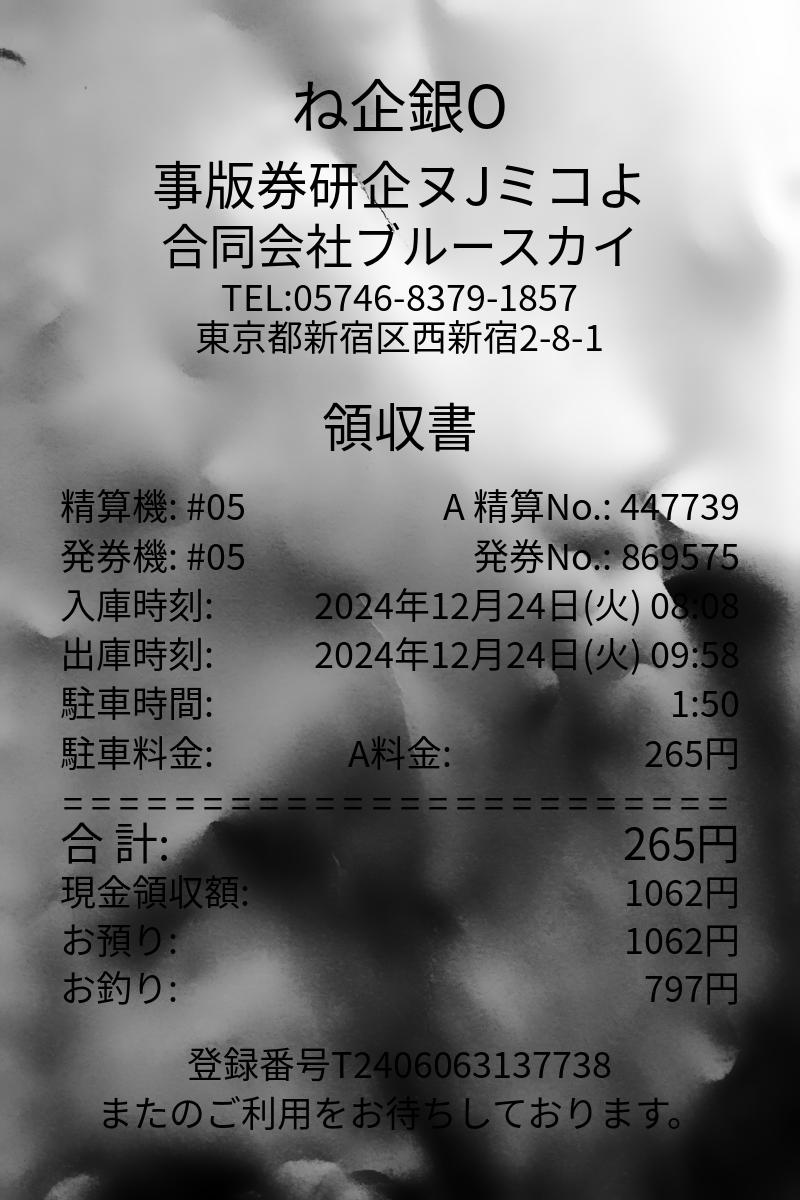 ね企銀O
事版券研企ヌJミコよ
合同会社ブルースカイ
TEL:05746-8379-1857
東京都新宿区西新宿2-8-1
領収書
精算機: #05 A 精算No.: 447739
発券機: #05 発券No.: 869575
入庫時刻: 2024年12月24日(火) 08:08
出庫時刻: 2024年12月24日(火) 09:58
駐車時間: 1:50
駐車料金: A料金: 265円
========================
合 計: 265円
現金領収額: 1062円
お預り: 1062円
お釣り: 797円
登録番号T2406063137738
またのご利用をお待ちしております。